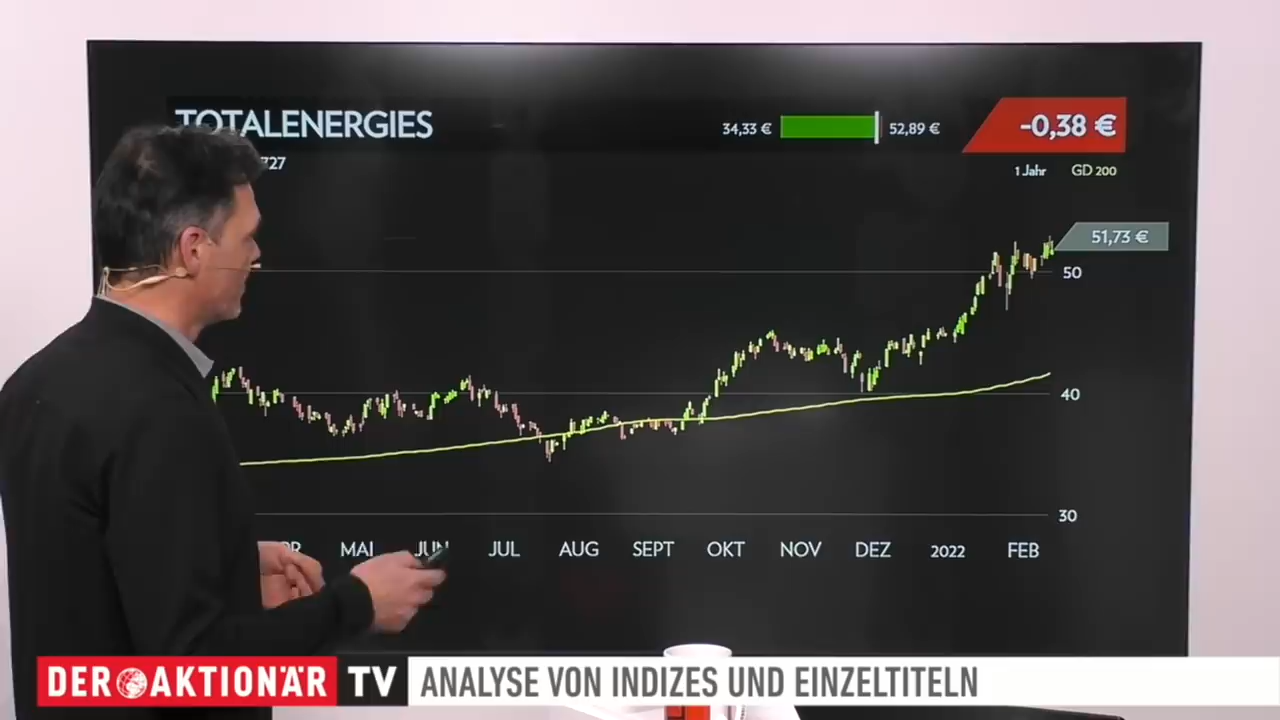 TOTALENERGIES
34,33 €
52,89 €
-0,38 €
727
1 Jahr
GD 200
51,73 €
50
40
30
MAI
JUN
JUL
AUG
SEPT
OKT
NOV
DEZ
2022
FEB
DER AKTIONÄR TV
ANALYSE VON INDIZES UND EINZELTITELN